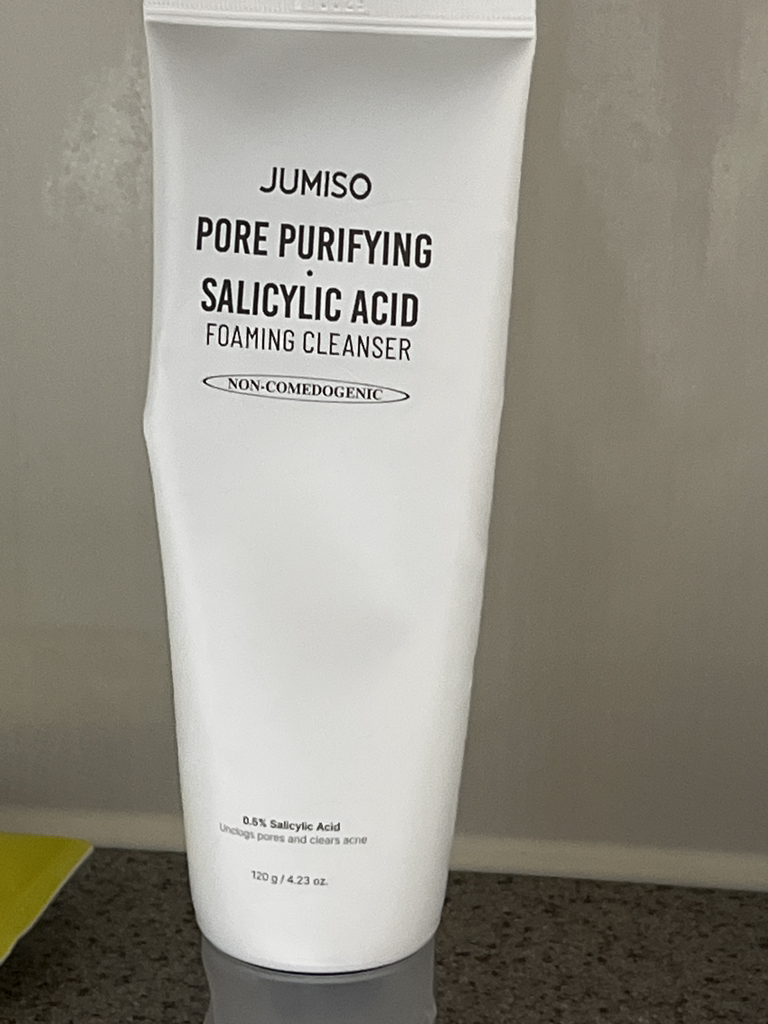 JUMISO
PORE PURIFYING
·
SALICYLIC ACID
FOAMING CLEANSER
NON-COMEDOGENIC
0.5% Salicylic Acid
Unclogs pores and clears acne
120 g / 4.23 oz.